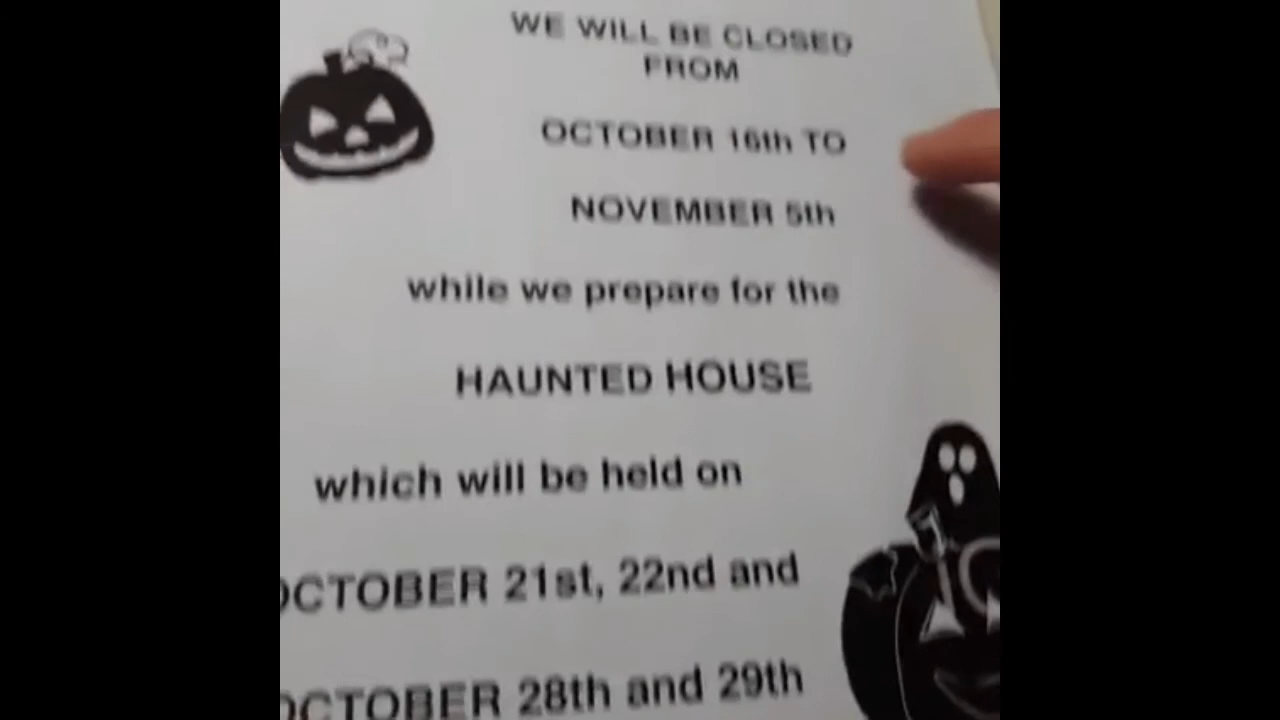 WE WILL BE CLOSED
FROM
OCTOBER 16th TO
NOVEMBER 5th
while we prepare for the
HAUNTED HOUSE
which will be held on
OCTOBER 21st, 22nd and
OCTOBER 28th and 29th